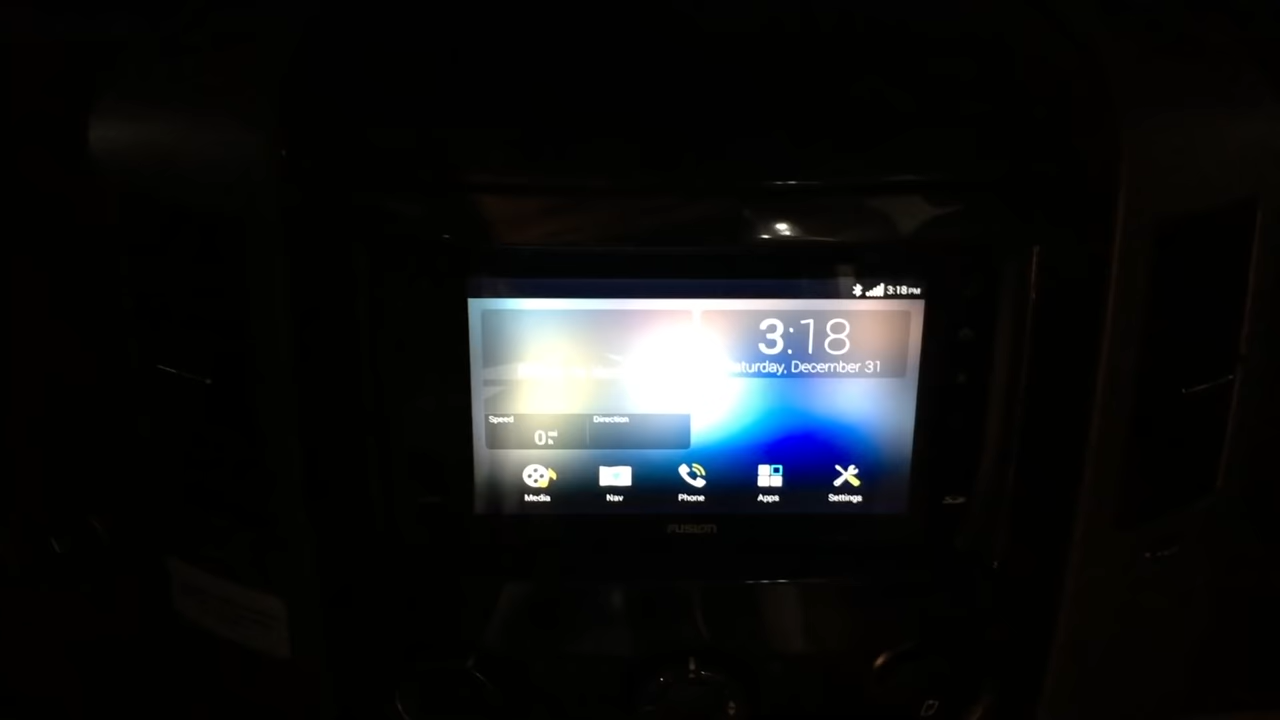 3:18 PM
3:18
Saturday, December 31
Speed
Direction
0
Media
Nav
Phone
Apps
Settings
FUSION